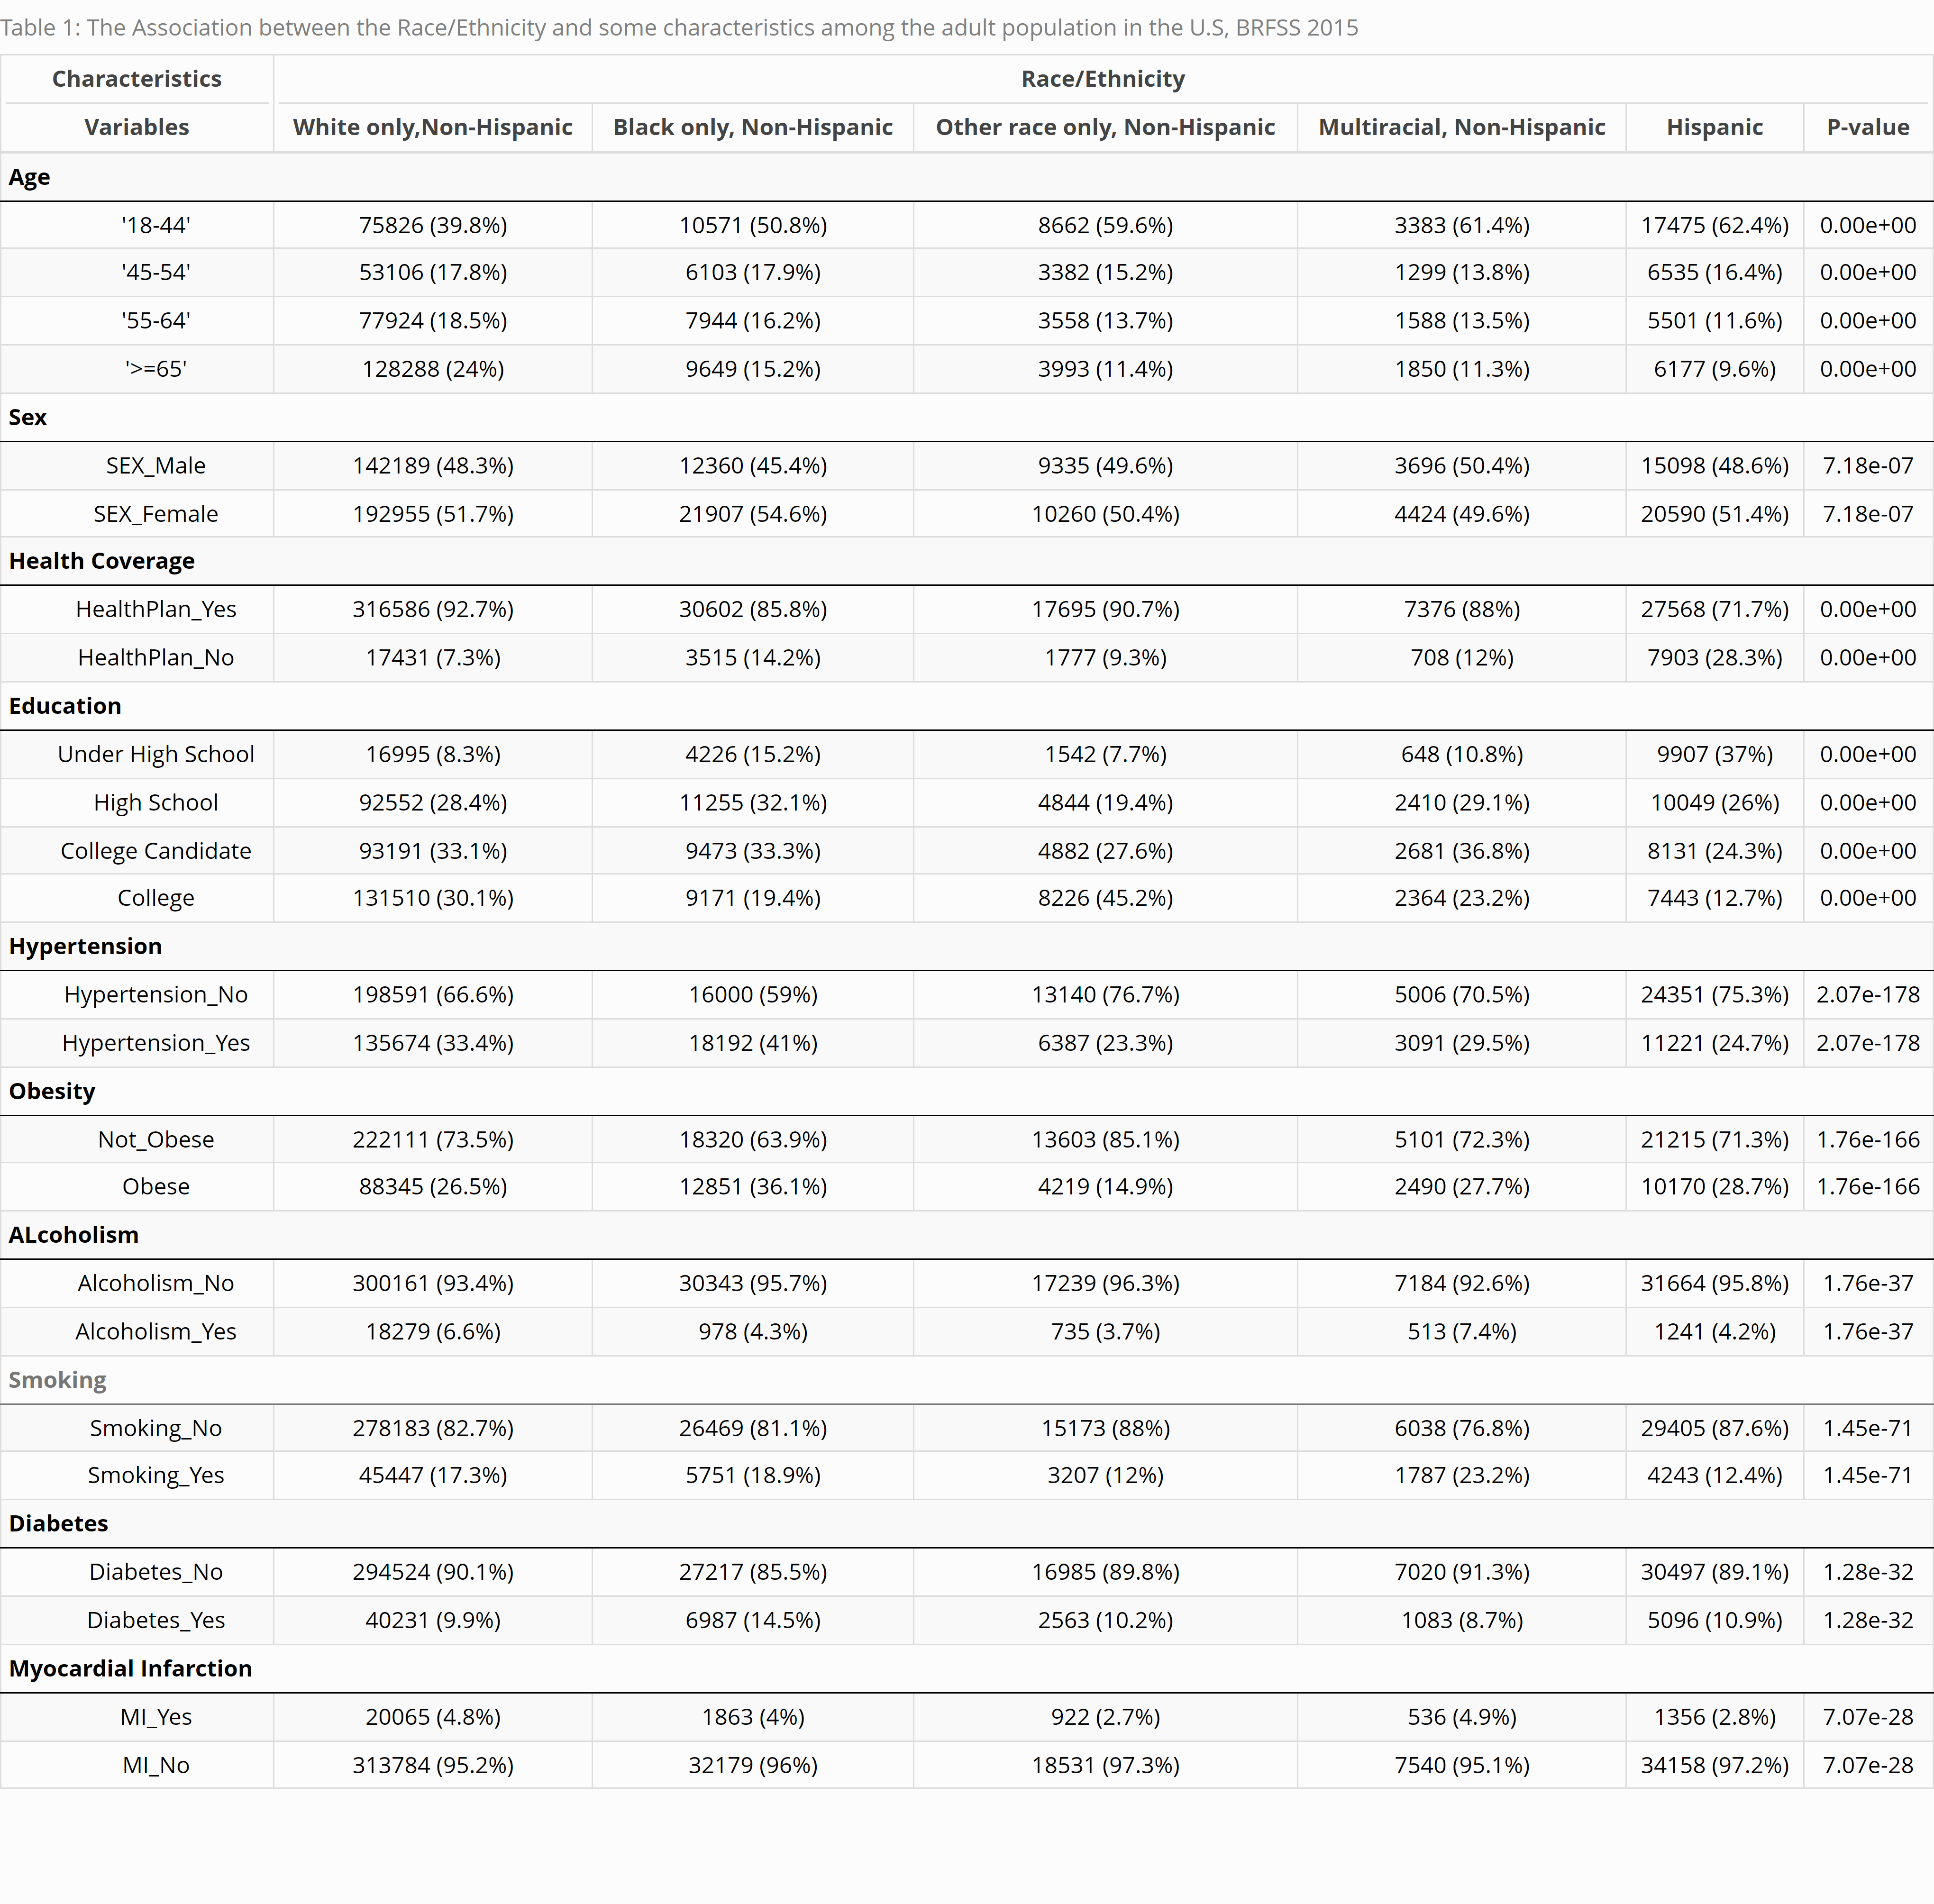 Table 1: The Association between the Race/Ethnicity and some characteristics among the adult population in the U.S, BRFSS 2015
Characteristics Race/Ethnicity
Variables White only,Non-Hispanic Black only, Non-Hispanic Other race only, Non-Hispanic Multiracial, Non-Hispanic Hispanic P-value
Age
'18-44' 75826 (39.8%) 10571 (50.8%) 8662 (59.6%) 3383 (61.4%) 17475 (62.4%) 0.00e+00
'45-54' 53106 (17.8%) 6103 (17.9%) 3382 (15.2%) 1299 (13.8%) 6535 (16.4%) 0.00e+00
'55-64' 77924 (18.5%) 7944 (16.2%) 3558 (13.7%) 1588 (13.5%) 5501 (11.6%) 0.00e+00
'>=65' 128288 (24%) 9649 (15.2%) 3993 (11.4%) 1850 (11.3%) 6177 (9.6%) 0.00e+00
Sex
SEX_Male 142189 (48.3%) 12360 (45.4%) 9335 (49.6%) 3696 (50.4%) 15098 (48.6%) 7.18e-07
SEX_Female 192955 (51.7%) 21907 (54.6%) 10260 (50.4%) 4424 (49.6%) 20590 (51.4%) 7.18e-07
Health Coverage
HealthPlan_Yes 316586 (92.7%) 30602 (85.8%) 17695 (90.7%) 7376 (88%) 27568 (71.7%) 0.00e+00
HealthPlan_No 17431 (7.3%) 3515 (14.2%) 1777 (9.3%) 708 (12%) 7903 (28.3%) 0.00e+00
Education
Under High School 16995 (8.3%) 4226 (15.2%) 1542 (7.7%) 648 (10.8%) 9907 (37%) 0.00e+00
High School 92552 (28.4%) 11255 (32.1%) 4844 (19.4%) 2410 (29.1%) 10049 (26%) 0.00e+00
College Candidate 93191 (33.1%) 9473 (33.3%) 4882 (27.6%) 2681 (36.8%) 8131 (24.3%) 0.00e+00
College 131510 (30.1%) 9171 (19.4%) 8226 (45.2%) 2364 (23.2%) 7443 (12.7%) 0.00e+00
Hypertension
Hypertension_No 198591 (66.6%) 16000 (59%) 13140 (76.7%) 5006 (70.5%) 24351 (75.3%) 2.07e-178
Hypertension_Yes 135674 (33.4%) 18192 (41%) 6387 (23.3%) 3091 (29.5%) 11221 (24.7%) 2.07e-178
Obesity
Not_Obese 222111 (73.5%) 18320 (63.9%) 13603 (85.1%) 5101 (72.3%) 21215 (71.3%) 1.76e-166
Obese 88345 (26.5%) 12851 (36.1%) 4219 (14.9%) 2490 (27.7%) 10170 (28.7%) 1.76e-166
ALcoholism
Alcoholism_No 300161 (93.4%) 30343 (95.7%) 17239 (96.3%) 7184 (92.6%) 31664 (95.8%) 1.76e-37
Alcoholism_Yes 18279 (6.6%) 978 (4.3%) 735 (3.7%) 513 (7.4%) 1241 (4.2%) 1.76e-37
Smoking
Smoking_No 278183 (82.7%) 26469 (81.1%) 15173 (88%) 6038 (76.8%) 29405 (87.6%) 1.45e-71
Smoking_Yes 45447 (17.3%) 5751 (18.9%) 3207 (12%) 1787 (23.2%) 4243 (12.4%) 1.45e-71
Diabetes
Diabetes_No 294524 (90.1%) 27217 (85.5%) 16985 (89.8%) 7020 (91.3%) 30497 (89.1%) 1.28e-32
Diabetes_Yes 40231 (9.9%) 6987 (14.5%) 2563 (10.2%) 1083 (8.7%) 5096 (10.9%) 1.28e-32
Myocardial Infarction
MI_Yes 20065 (4.8%) 1863 (4%) 922 (2.7%) 536 (4.9%) 1356 (2.8%) 7.07e-28
MI_No 313784 (95.2%) 32179 (96%) 18531 (97.3%) 7540 (95.1%) 34158 (97.2%) 7.07e-28